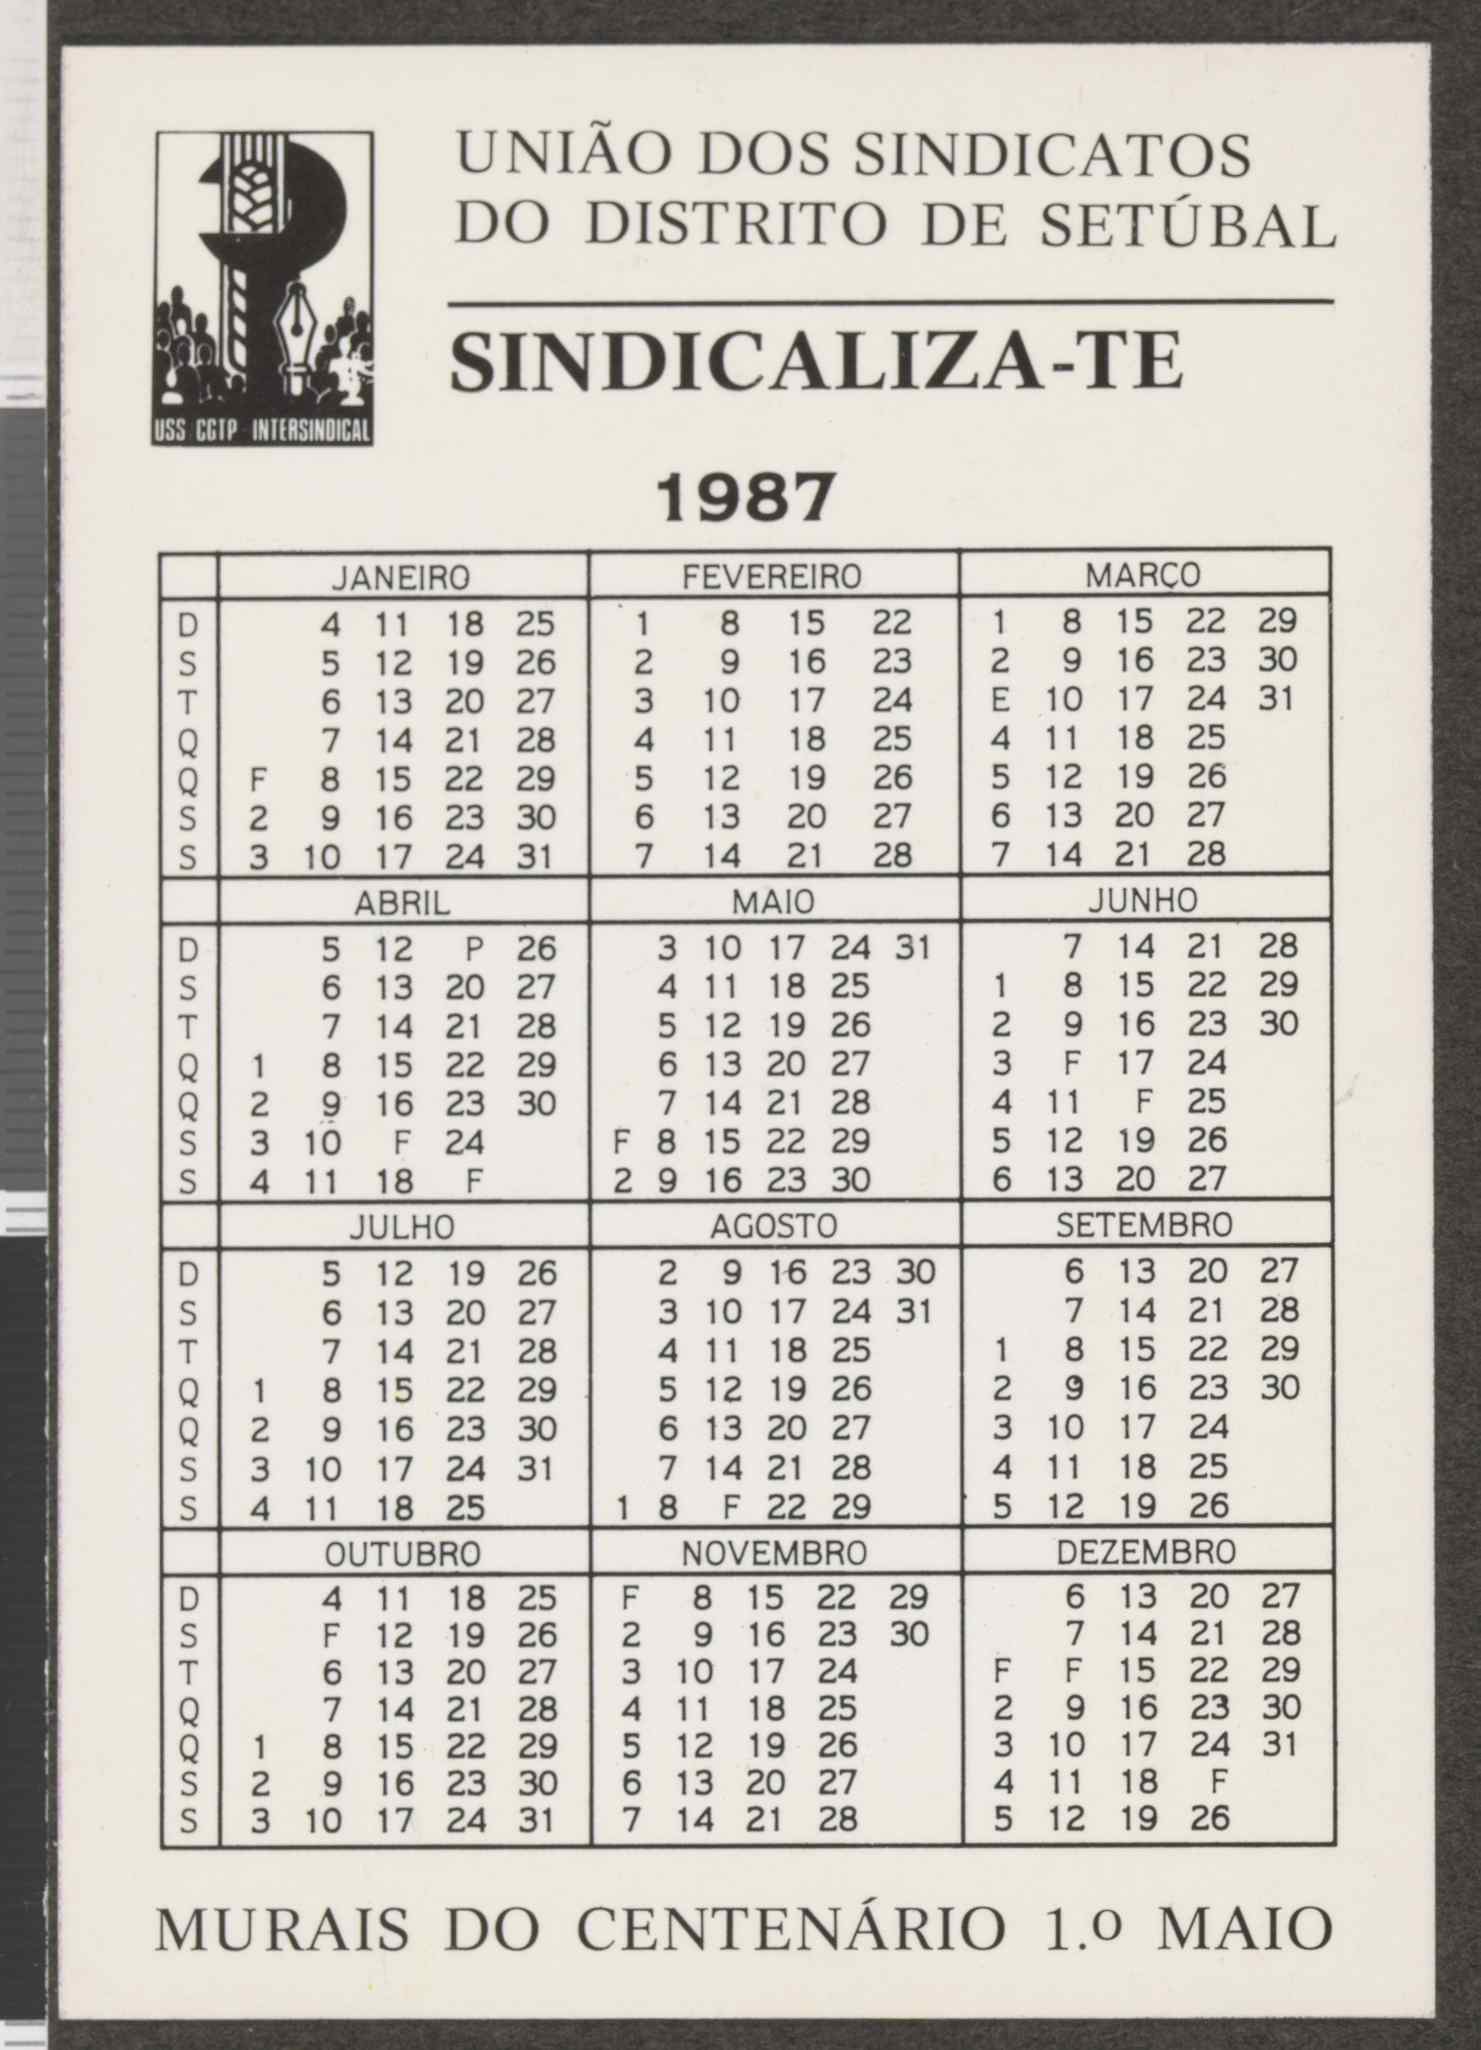 UNIÃO DOS SINDICATOS
DO DISTRITO DE SETÚBAL
SINDICALIZA-TE
USS CGTP INTERSINDICAL
1987
JANEIRO FEVEREIRO MARÇO
D 4 11 18 25 1 8 15 22 1 8 15 22 29
S 5 12 19 26 2 9 16 23 2 9 16 23 30
T 6 13 20 27 3 10 17 24 E 10 17 24 31
Q 7 14 21 28 4 11 18 25 4 11 18 25
Q F 8 15 22 29 5 12 19 26 5 12 19 26
S 2 9 16 23 30 6 13 20 27 6 13 20 27
S 3 10 17 24 31 7 14 21 28 7 14 21 28
ABRIL MAIO JUNHO
D 5 12 P 26 3 10 17 24 31 7 14 21 28
S 6 13 20 27 4 11 18 25 1 8 15 22 29
T 7 14 21 28 5 12 19 26 2 9 16 23 30
Q 1 8 15 22 29 6 13 20 27 3 F 17 24
Q 2 9 16 23 30 7 14 21 28 4 11 F 25
S 3 10 F 24 F 8 15 22 29 5 12 19 26
S 4 11 18 F 2 9 16 23 30 6 13 20 27
JULHO AGOSTO SETEMBRO
D 5 12 19 26 2 9 16 23 30 6 13 20 27
S 6 13 20 27 3 10 17 24 31 7 14 21 28
T 7 14 21 28 4 11 18 25 1 8 15 22 29
Q 1 8 15 22 29 5 12 19 26 2 9 16 23 30
Q 2 9 16 23 30 6 13 20 27 3 10 17 24
S 3 10 17 24 31 7 14 21 28 4 11 18 25
S 4 11 18 25 1 8 F 22 29 5 12 19 26
OUTUBRO NOVEMBRO DEZEMBRO
D 4 11 18 25 F 8 15 22 29 6 13 20 27
S F 12 19 26 2 9 16 23 30 7 14 21 28
T 6 13 20 27 3 10 17 24 F F 15 22 29
Q 7 14 21 28 4 11 18 25 2 9 16 23 30
Q 1 8 15 22 29 5 12 19 26 3 10 17 24 31
S 2 9 16 23 30 6 13 20 27 4 11 18 F
S 3 10 17 24 31 7 14 21 28 5 12 19 26
MURAIS DO CENTENÁRIO 1.º MAIO